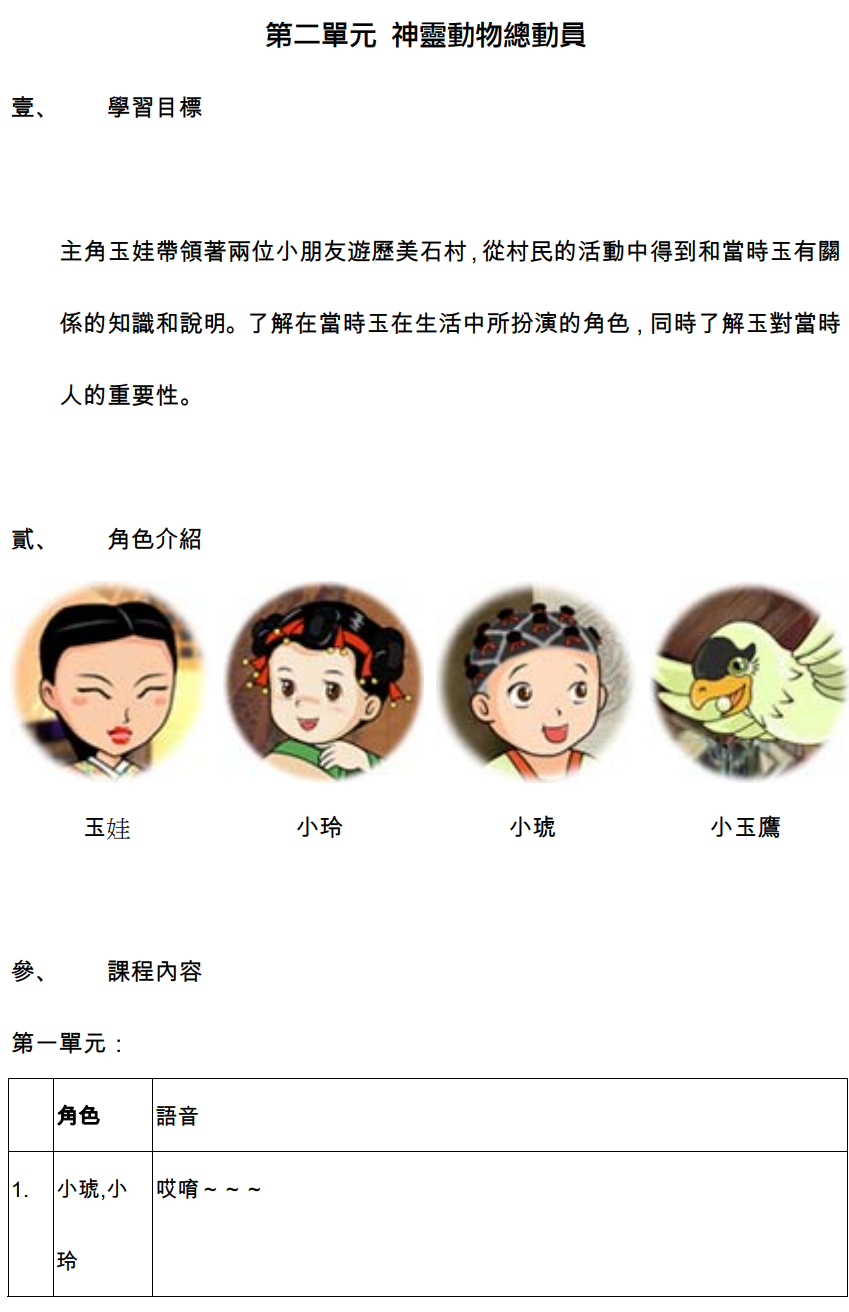 第二單元 神靈動物總動員
壹、 學習目標
主角玉娃帶領著兩位小朋友遊歷美石村,從村民的活動中得到和當時玉有關
係的知識和說明。了解在當時玉在生活中所扮演的角色,同時了解玉對當時
人的重要性。
貳、 角色介紹
玉娃 小玲 小琥 小玉鷹
參、 課程內容
第一單元：
角色 語音
1. 小琥,小 哎唷～～～
玲